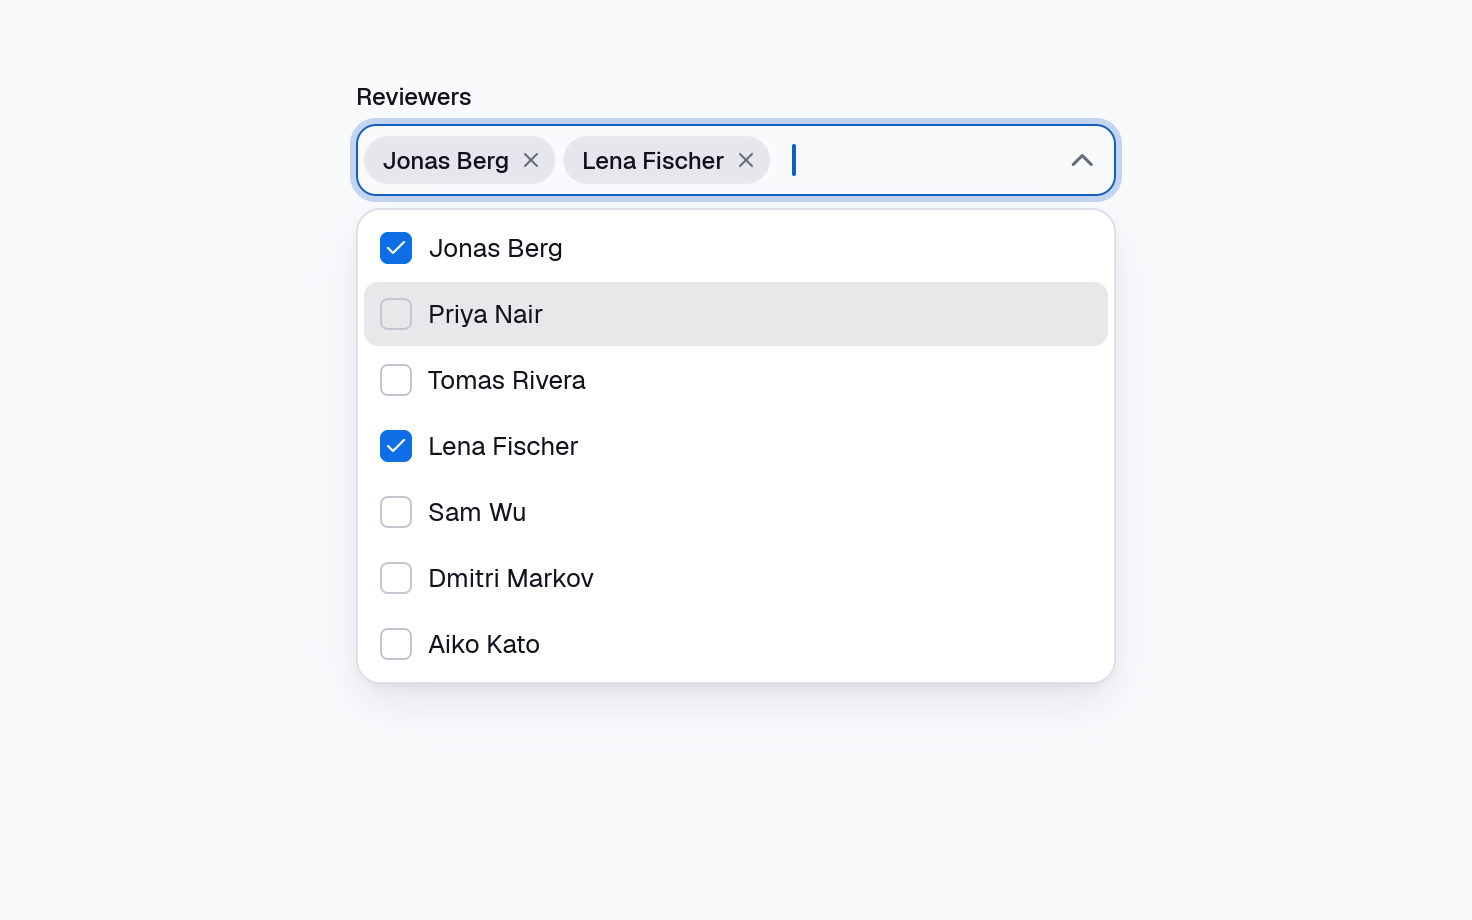 Reviewers
Jonas Berg Lena Fischer
Jonas Berg
Priya Nair
Tomas Rivera
Lena Fischer
Sam Wu
Dmitri Markov
Aiko Kato